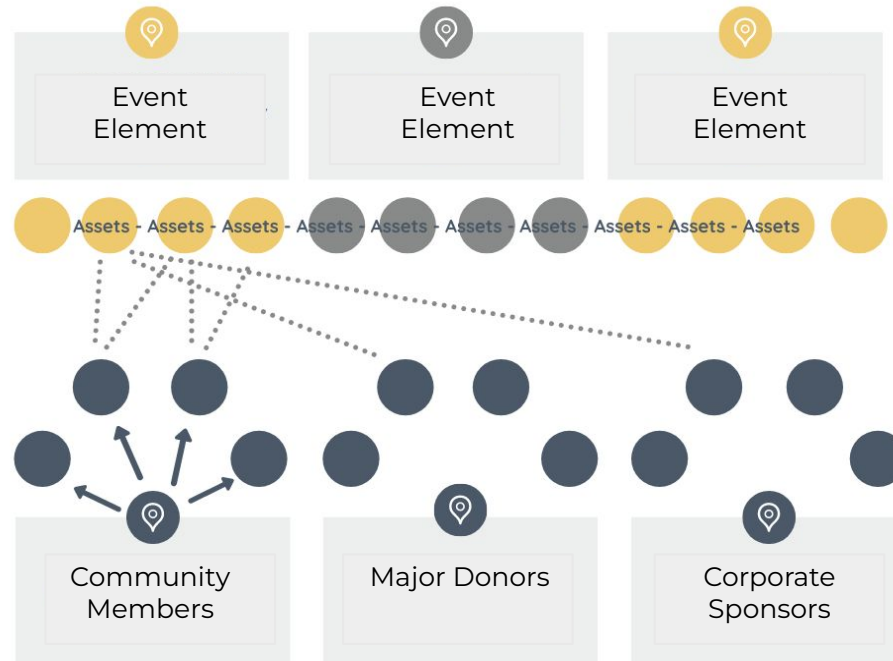 Event
Element
Event
Element
Event
Element
Assets - Assets - Assets - Assets - Assets - Assets - Assets - Assets - Assets - Assets
Community
Members
Major Donors
Corporate
Sponsors